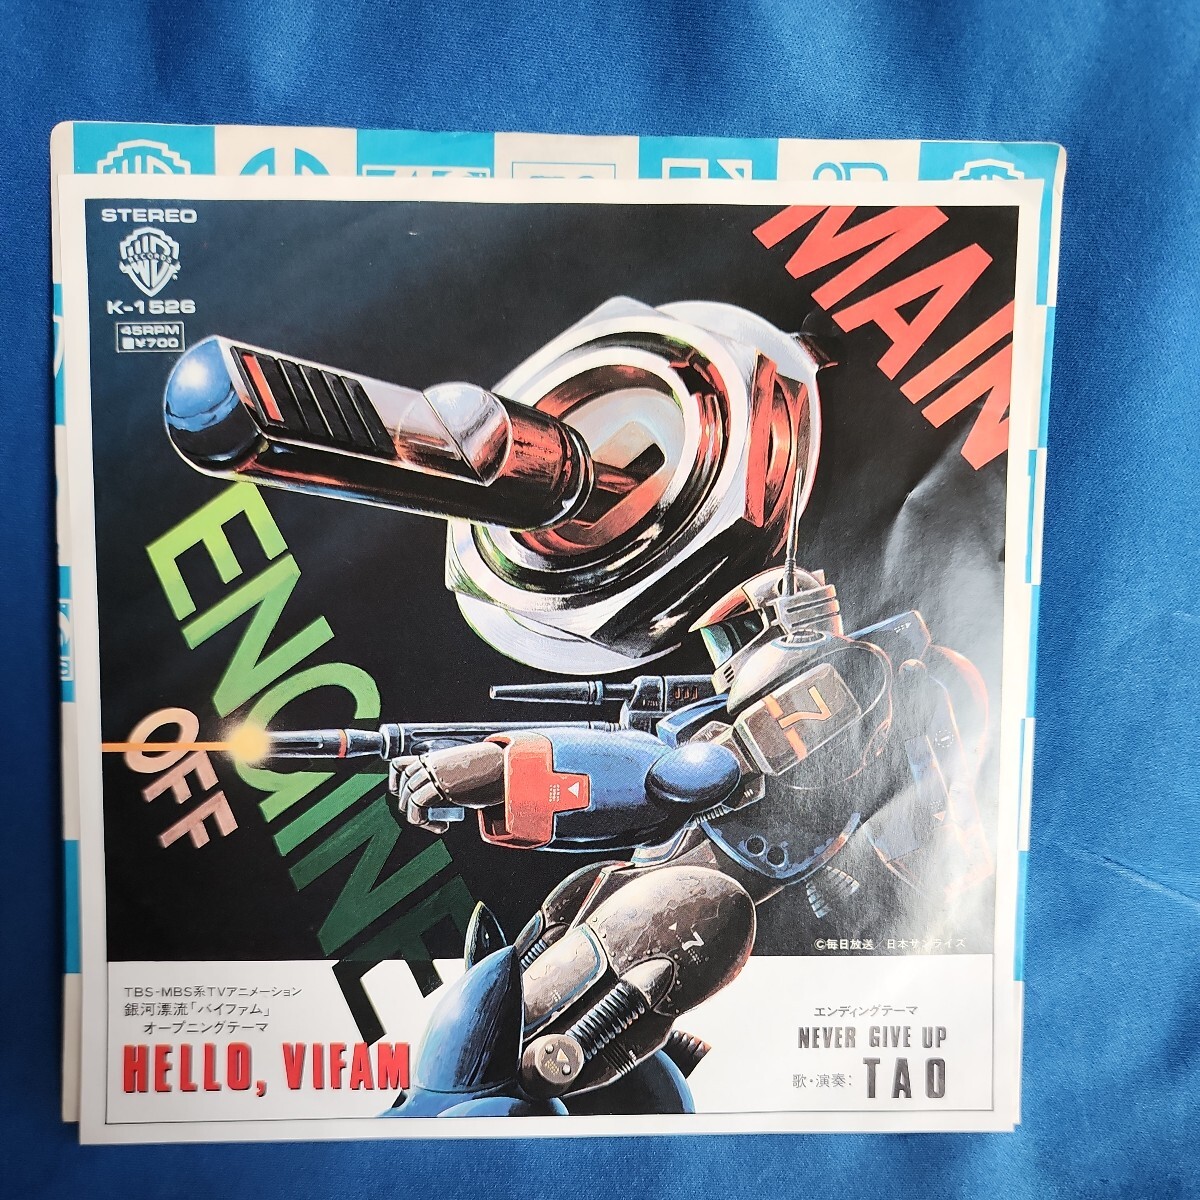 STEREO
RECORDS
K-1526
45RPM
¥700
MAIN
ENGINE
OFF
7
7
©毎日放送／日本サンライズ
TBS-MBS系TVアニメーション
銀河漂流「バイファム」
オープニングテーマ
HELLO, VIFAM
エンディングテーマ
NEVER GIVE UP
歌・演奏: TAO